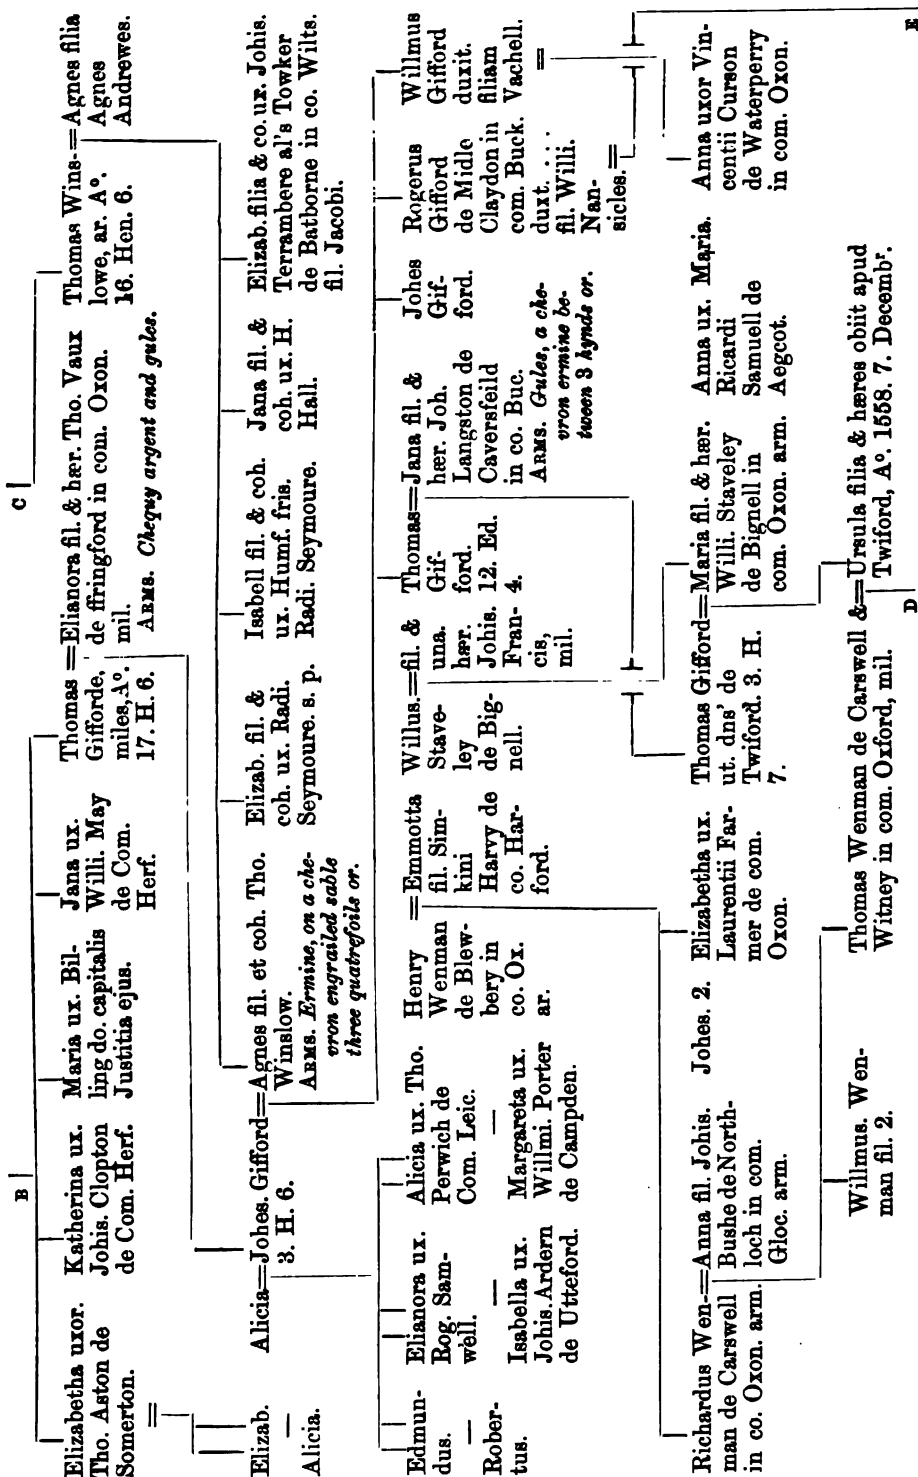 B
C
Elizabetha uxor.
Tho. Aston de
Somerton.
Katherina ux.
Johis. Clopton
de Com. Herf.
Maria ux. Bil-
ling do. capitalis
Justitia ejus.
Jana ux.
Willi. May
de Com.
Herf.
Thomas
Gifforde,
miles, Aº.
17. H. 6.
=Elianora fil. & hær. Tho. Vaux
de ffringford in com. Oxon.
mil.
ARMS. Chequy argent and gules.
Thomas Wins-
lowe, ar. Aº.
16. Hen. 6.
=Agnes filia
Agnes
Andrewes.
=
Elizab.
—
Alicia.
Alicia=Johes. Gifford=Agnes fil. et coh. Tho.
3. H. 6.
Winslow.
ARMS. Ermine, on a che-
vron engrailed sable
three quatrefoils or.
Elizab. fil. &
coh. ux. Radi.
Seymoure. s. p.
Isabell fil. & coh.
ux. Humf. fris.
Radi. Seymoure.
Jana fil. &
coh. ux. H.
Hall.
Elizab. filia & co. ux. Johis.
Terrambere al's Towker
de Batborne in co. Wilts.
fil. Jacobi.
Edmun-
dus.
—
Rober-
tus.
Elianora ux.
Rog. Sam-
well.
—
Isabella ux.
Johis. Ardern
de Utteford.
Alicia ux. Tho.
Perwich de
Com. Leic.
—
Margareta ux.
Willmi. Porter
de Campden.
Henry
Wenman
de Blew-
bery in
co. Ox.
ar.
=Emmotta
fil. Sim-
kini
Harvy de
co. Har-
ford.
Willus.
Stave-
ley
de Big-
nell.
=fil. &
una.
hær.
Johis.
Fran-
cis,
mil.
Thomas
Gif-
ford.
12. Ed.
4.
=Jana fil. &
hær. Joh.
Langston de
Caversfeild
in co. Buc.
ARMS. Gules, a che-
vron ermine be-
tween 3 hynds or.
Johes
Gif-
ford.
Rogerus
Gifford
de Midle
Claydon in
com. Buck.
duxt. ....
fil. Willi.
Nan-
sicles.=
Willmus
Gifford
duxit.
filiam
Vachell.
=
Richardus Wen-
man de Carswell
in co. Oxon. arm.
=Anna fil. Johis.
Bushe de North-
loch in com.
Gloc. arm.
Johes. 2.
Elizabetha ux.
Laurentii Far-
mer de com.
Oxon.
Thomas Gifford
ut. dns' de
Twiford. 3. H.
7.
=Maria fil. & hær.
Willi. Staveley
de Bignell in
com. Oxon. arm.
Anna ux.
Ricardi
Samuell de
Aegcot.
Maria.
Anna uxor Vin-
centii Curson
de Waterperry
in com. Oxon.
E
Willmus. Wen-
man fil. 2.
Thomas Wenman de Carswell &
Witney in com. Oxford, mil.
=Ursula filia & hæres obiit apud
Twiford, Aº. 1558. 7. Decembʳ.
D